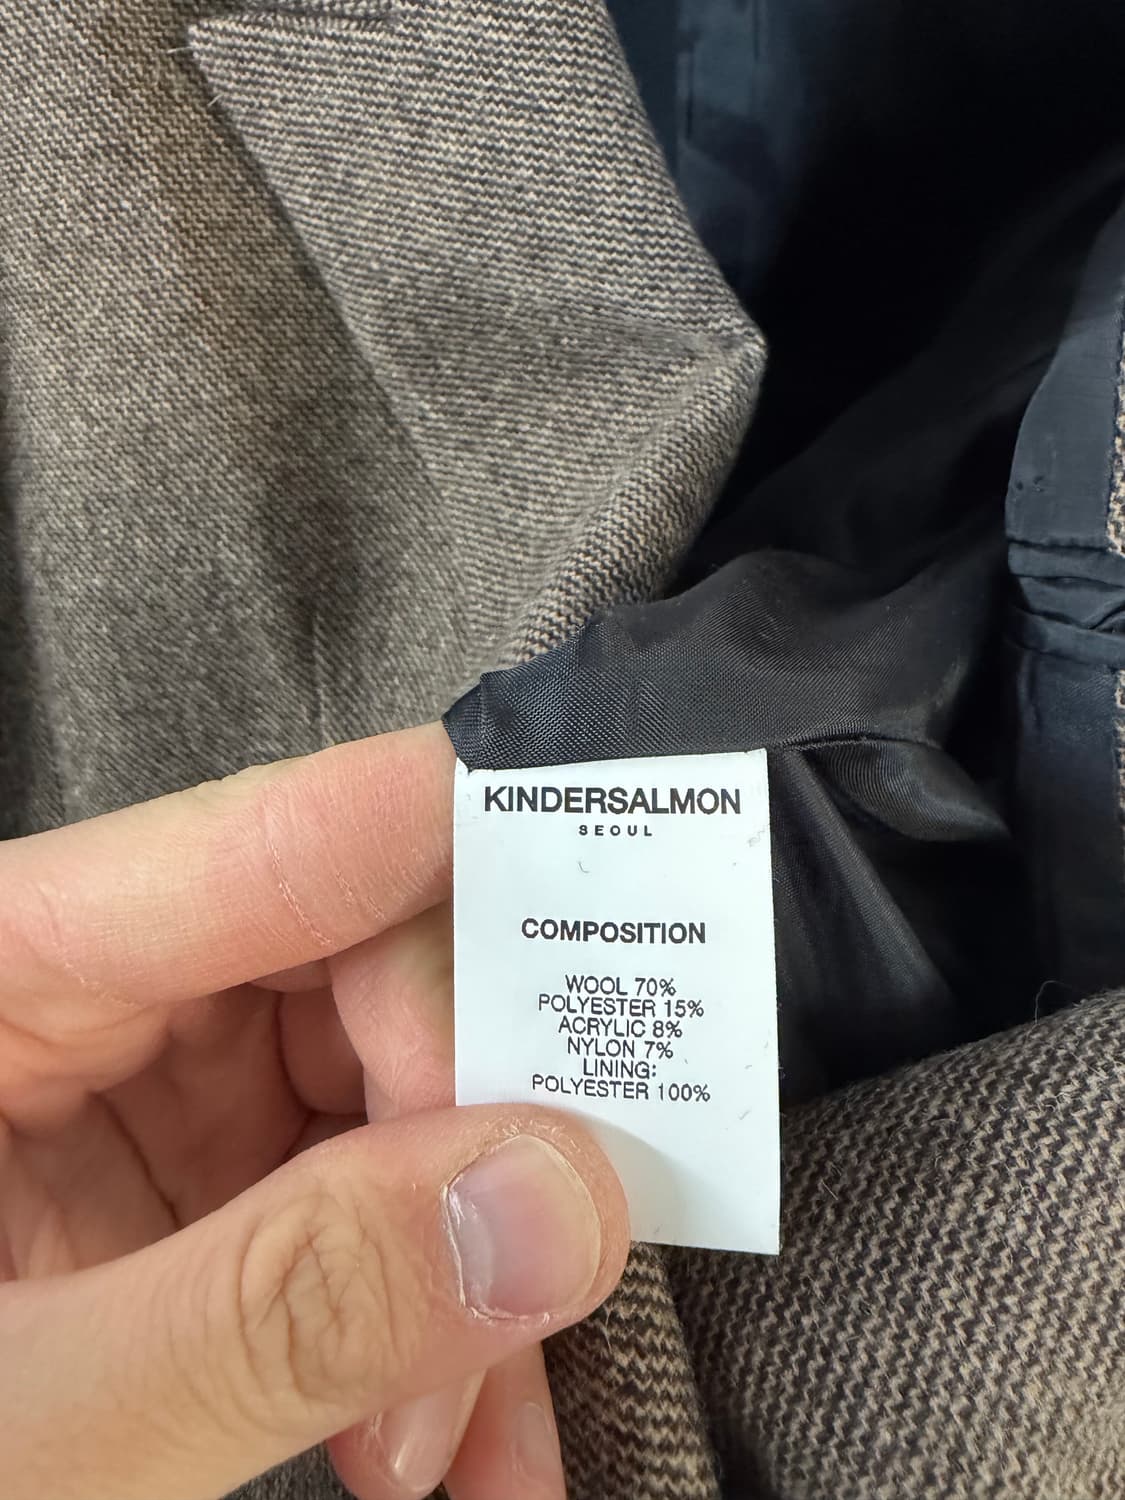 KINDERSALMON
SEOUL
COMPOSITION
WOOL 70%
POLYESTER 15%
ACRYLIC 8%
NYLON 7%
LINING:
POLYESTER 100%